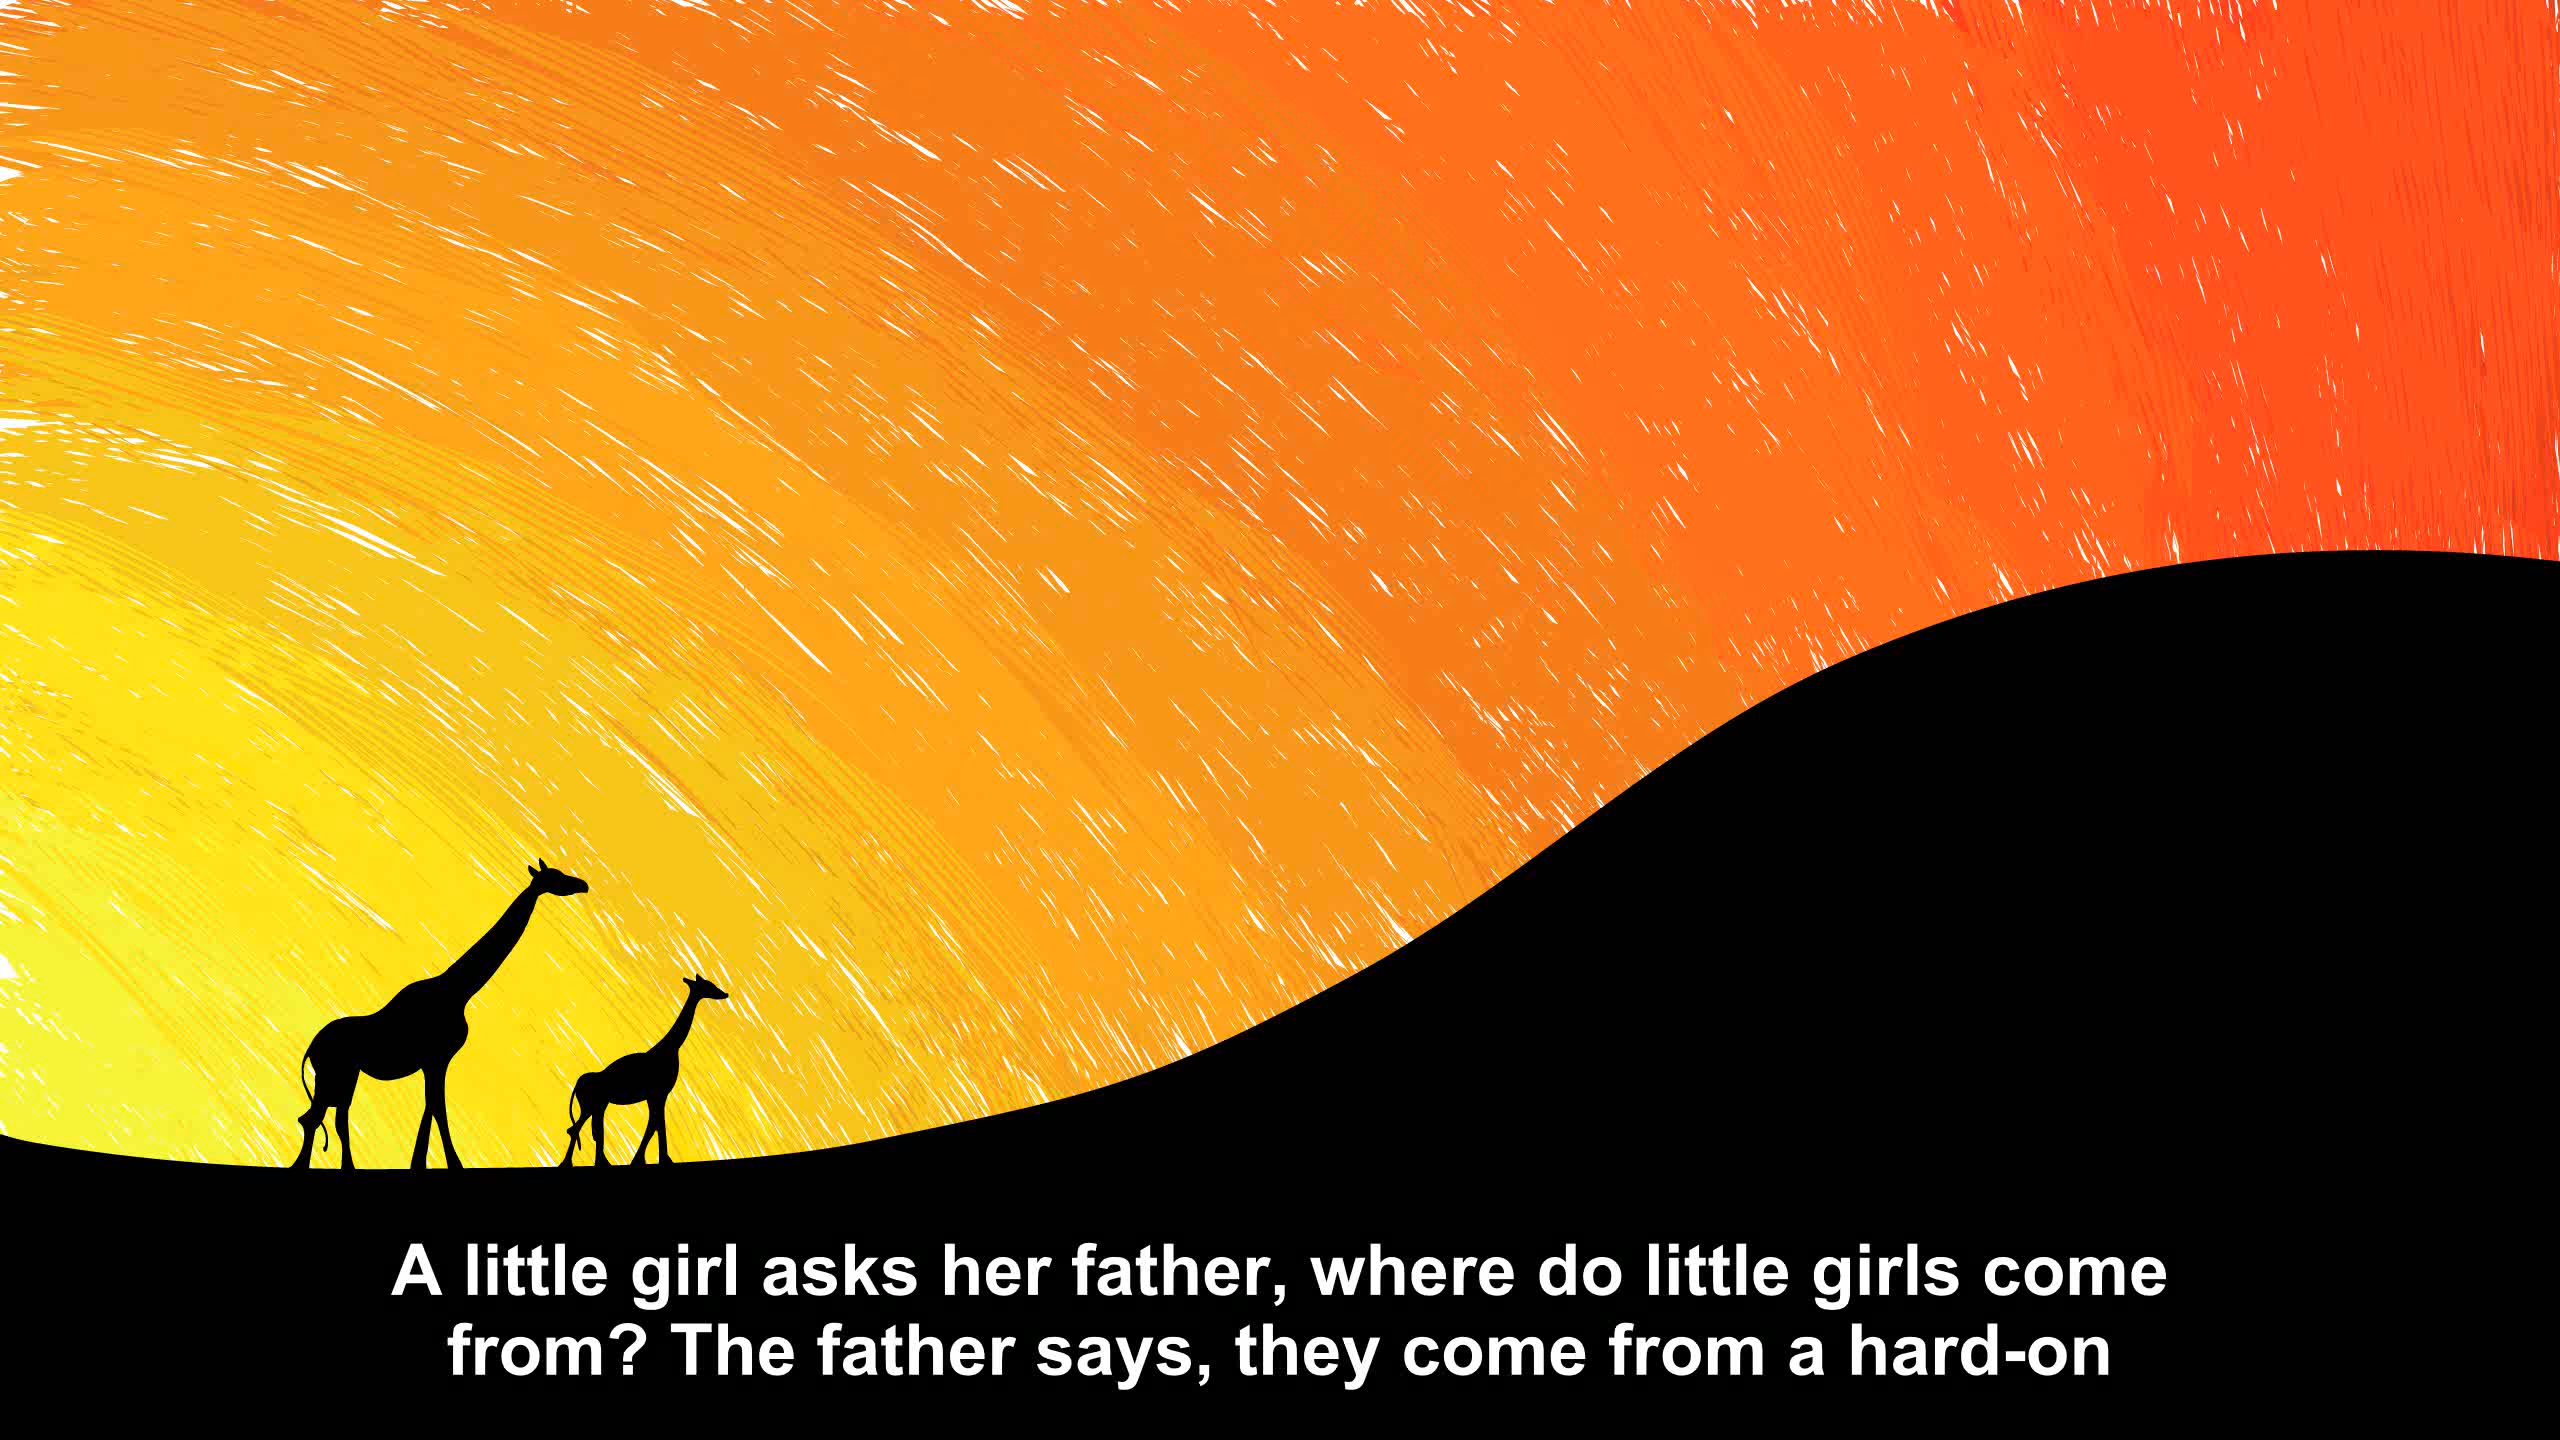 A little girl asks her father, where do little girls come
from? The father says, they come from a hard-on